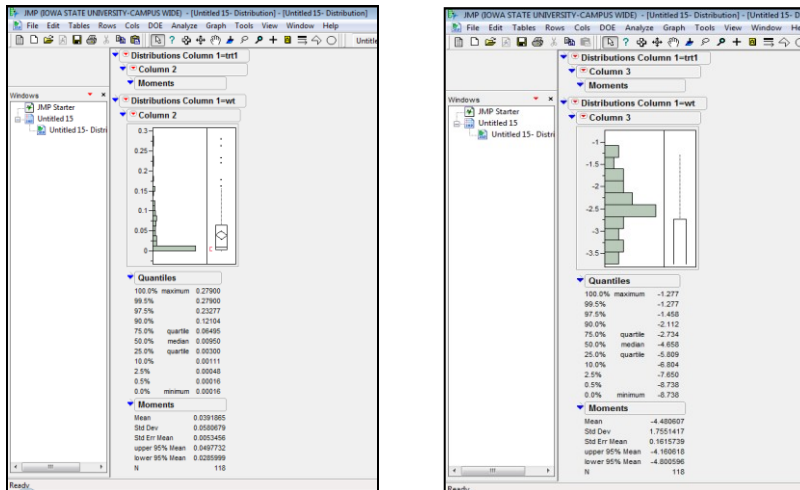 JMP (IOWA STATE UNIVERSITY-CAMPUS WIDE) - [Untitled 15- Distribution] - [Untitled 15- Distribution]
File Edit Tables Rows Cols DOE Analyze Graph Tools View Window Help
Untitle
Windows
JMP Starter
Untitled 15
Untitled 15- Distri
Distributions Column 1=trt1
Column 2
Moments
Distributions Column 1=wt
Column 2
0.3
0.25
0.2
0.15
0.1
0.05
0
Quantiles
100.0% maximum 0.27900
99.5% 0.27900
97.5% 0.23277
90.0% 0.12104
75.0% quartile 0.06495
50.0% median 0.00950
25.0% quartile 0.00300
10.0% 0.00111
2.5% 0.00048
0.5% 0.00016
0.0% minimum 0.00016
Moments
Mean 0.0391865
Std Dev 0.0580679
Std Err Mean 0.0053456
upper 95% Mean 0.0497732
lower 95% Mean 0.0285999
N 118
Ready
JMP (IOWA STATE UNIVERSITY-CAMPUS WIDE) - [Untitled 15- Distribution] - [Untitled 15- D
File Edit Tables Rows Cols DOE Analyze Graph Tools View Window Hel
Windows
JMP Starter
Untitled 15
Untitled 15- Distri
Distributions Column 1=trt1
Column 3
Moments
Distributions Column 1=wt
Column 3
-1
-1.5
-2
-2.5
-3
-3.5
Quantiles
100.0% maximum -1.277
99.5% -1.277
97.5% -1.458
90.0% -2.112
75.0% quartile -2.734
50.0% median -4.658
25.0% quartile -5.809
10.0% -6.804
2.5% -7.650
0.5% -8.738
0.0% minimum -8.738
Moments
Mean -4.480607
Std Dev 1.7551417
Std Err Mean 0.1615739
upper 95% Mean -4.160618
lower 95% Mean -4.800596
N 118
Ready